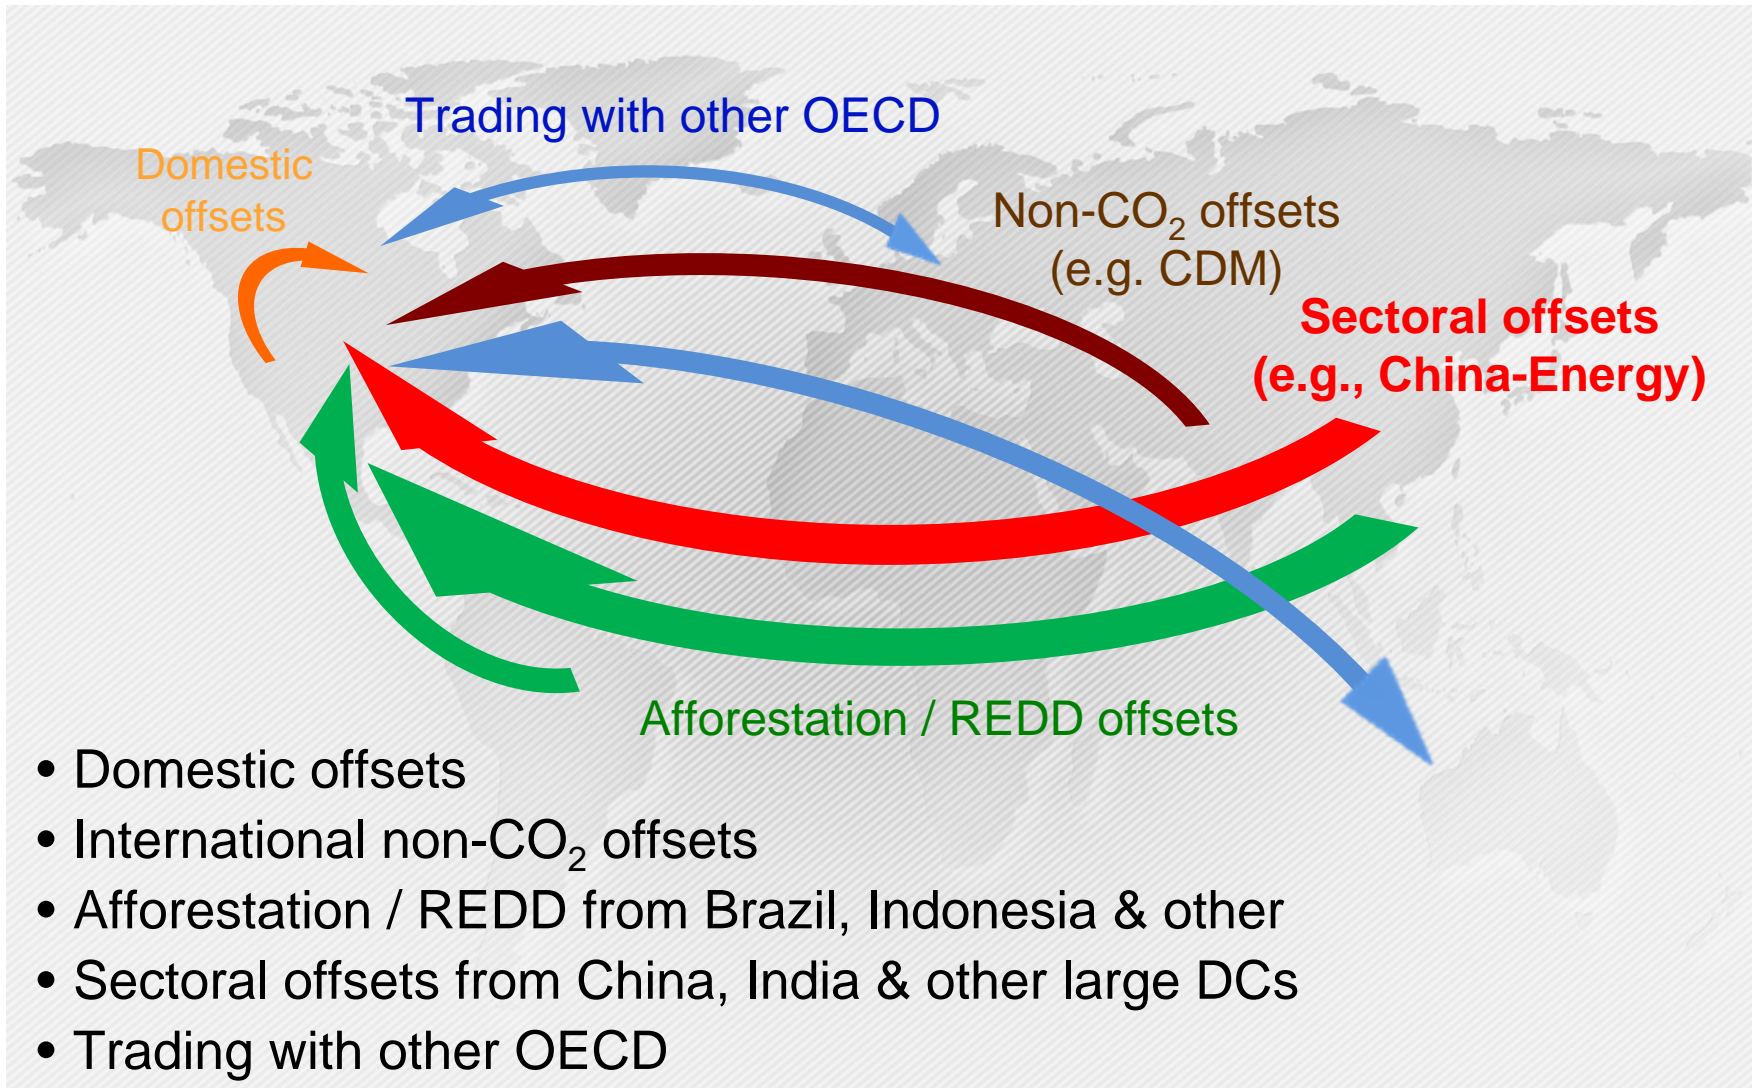 Trading with other OECD
Domestic
offsets
Non-CO₂ offsets
(e.g. CDM)
Sectoral offsets
(e.g., China-Energy)
Afforestation / REDD offsets
• Domestic offsets
• International non-CO₂ offsets
• Afforestation / REDD from Brazil, Indonesia & other
• Sectoral offsets from China, India & other large DCs
• Trading with other OECD